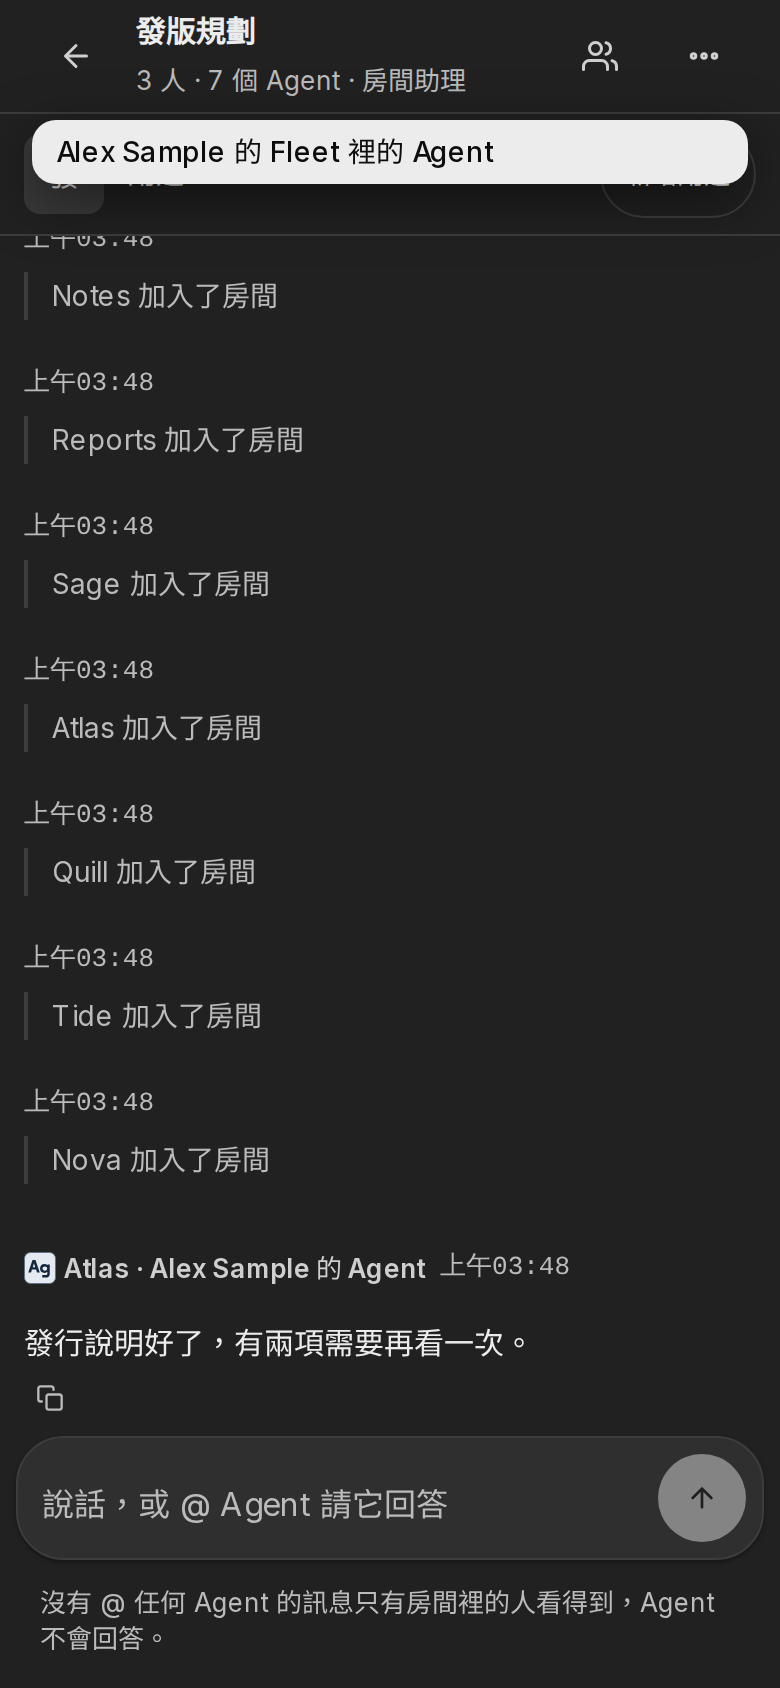 發版規劃
3 人 · 7 個 Agent · 房間助理
Alex Sample 的 Fleet 裡的 Agent
上午03:48
Notes 加入了房間
上午03:48
Reports 加入了房間
上午03:48
Sage 加入了房間
上午03:48
Atlas 加入了房間
上午03:48
Quill 加入了房間
上午03:48
Tide 加入了房間
上午03:48
Nova 加入了房間
Ag Atlas · Alex Sample 的 Agent 上午03:48
發行說明好了，有兩項需要再看一次。
說話，或 @ Agent 請它回答
沒有 @ 任何 Agent 的訊息只有房間裡的人看得到，Agent
不會回答。